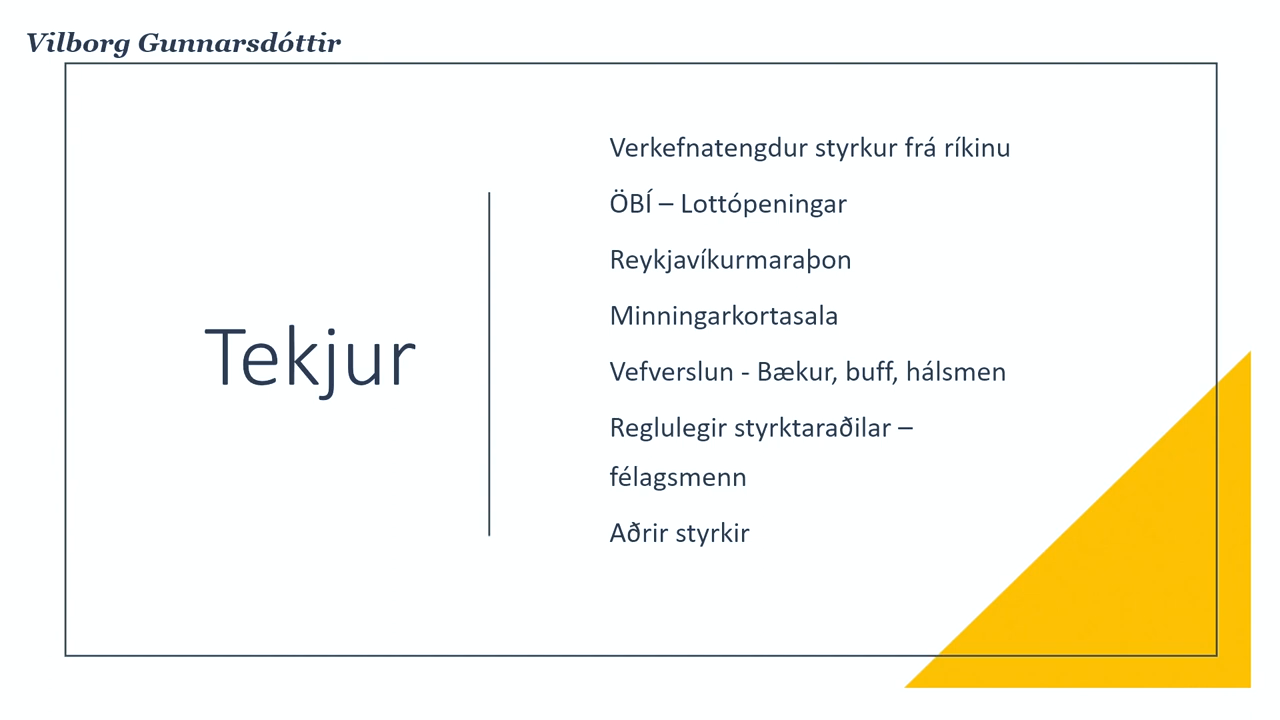 Vilborg Gunnarsdóttir
Tekjur
Verkefnatengdur styrkur frá ríkinu
ÖBÍ – Lottópeningar
Reykjavíkurmaraþon
Minningarkortasala
Vefverslun - Bækur, buff, hálsmen
Reglulegir styrktaraðilar –
félagsmenn
Aðrir styrkir